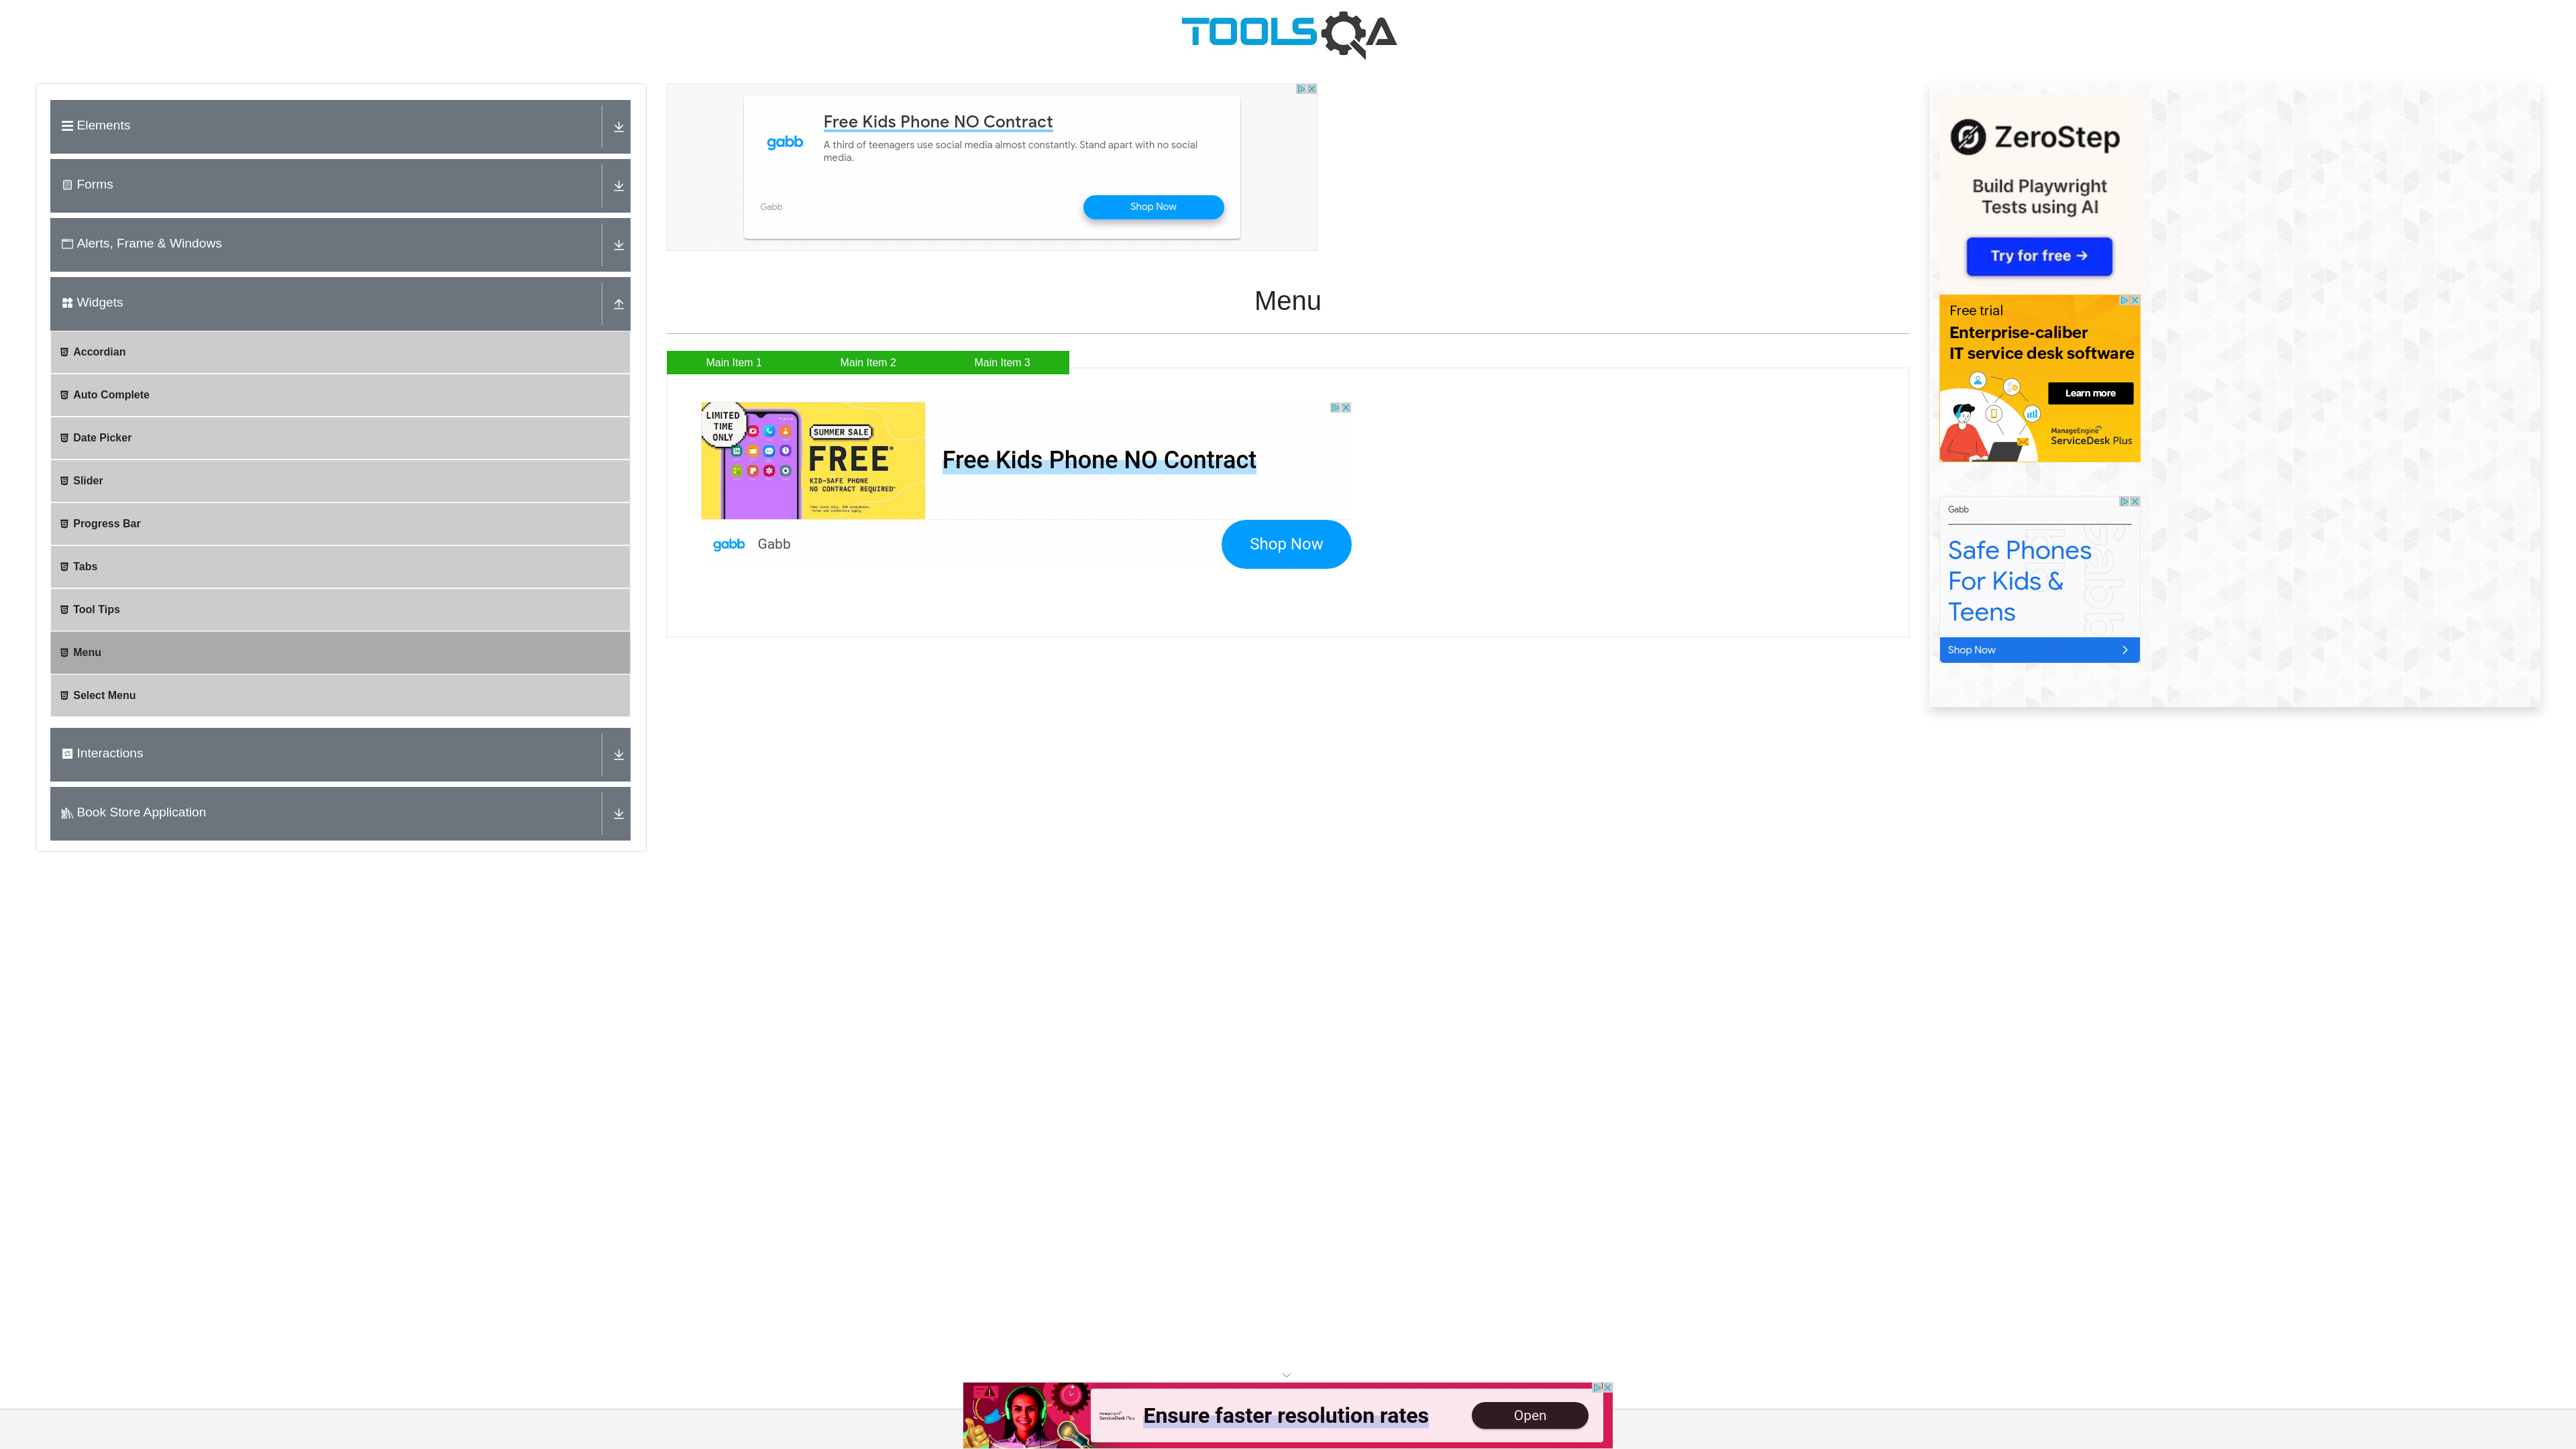 TOOLSQA
Elements
Forms
Alerts, Frame & Windows
Widgets
Accordian
Auto Complete
Date Picker
Slider
Progress Bar
Tabs
Tool Tips
Menu
Select Menu
Interactions
Book Store Application
gabb
Free Kids Phone NO Contract
A third of teenagers use social media almost constantly. Stand apart with no social
media.
Gabb
Shop Now
Menu
Main Item 1
Main Item 2
Main Item 3
LIMITED
TIME
ONLY
SUMMER SALE
FREE*
KID-SAFE PHONE
NO CONTRACT REQUIRED*
Free Kids Phone NO Contract
gabb
Gabb
Shop Now
ZeroStep
Build Playwright
Tests using AI
Try for free →
Free trial
Enterprise-caliber
IT service desk software
Learn more
ManageEngine
ServiceDesk Plus
Gabb
Safe Phones
For Kids &
Teens
gabb
Shop Now
ServiceDesk Plus
Ensure faster resolution rates
Open